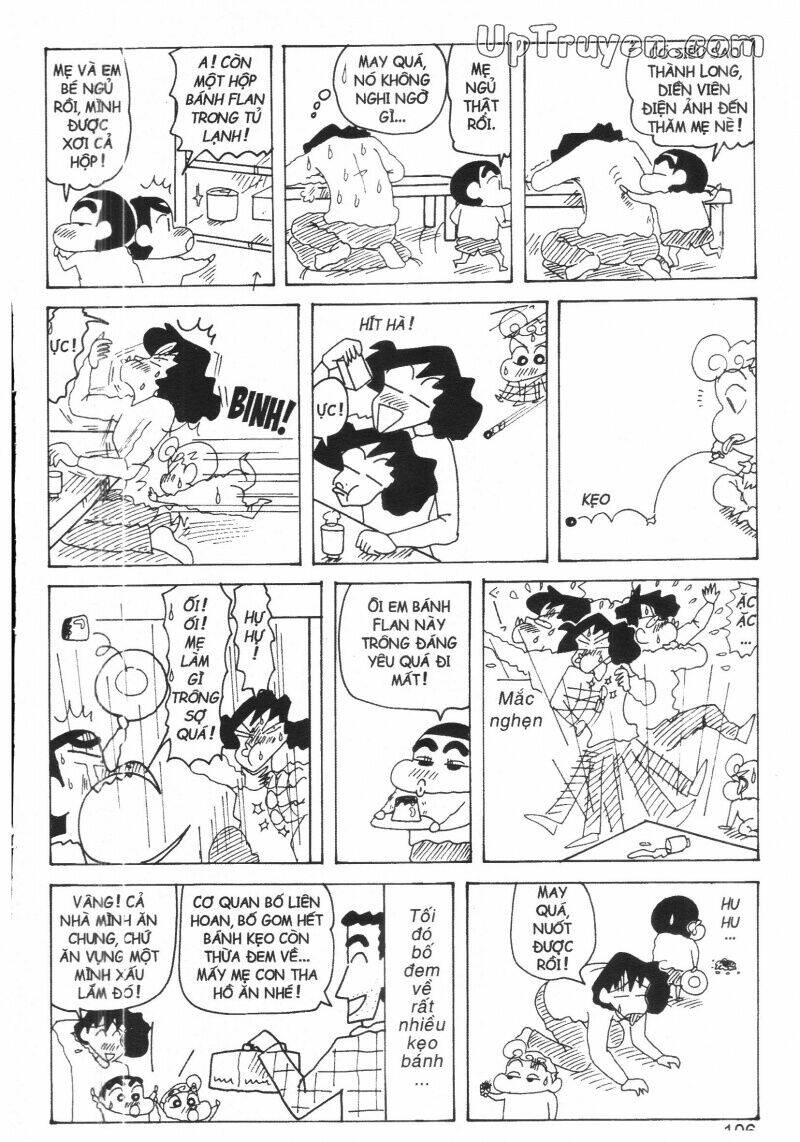 UpTruyen.com
CÓ SIÊU SAO
THÀNH LONG,
DIỄN VIÊN
ĐIỆN ẢNH ĐẾN
THĂM MẸ NÈ!
MẸ
NGỦ
THẬT
RỒI.
MAY QUÁ,
NÓ KHÔNG
NGHI NGỜ
GÌ...
A! CÒN
MỘT HỘP
BÁNH FLAN
TRONG TỦ
LẠNH!
MẸ VÀ EM
BÉ NGỦ
RỒI, MÌNH
ĐƯỢC
XƠI CẢ
HỘP!
KẸO
HÍT HÀ!
ỰC!
ỰC!
BINH!
ẶC
ẶC
...
Mắc
nghẹn
ÔI EM BÁNH
FLAN NÀY
TRÔNG ĐÁNG
YÊU QUÁ ĐI
MẤT!
HỰ
HỰ
!
ỐI!
ỐI!
MẸ
LÀM
GÌ
TRÔNG
SỢ
QUÁ!
HU
HU
...
MAY
QUÁ,
NUỐT
ĐƯỢC
RỒI!
Tối
đó
bố
đem
về
rất
nhiều
kẹo
bánh
...
CƠ QUAN BỐ LIÊN
HOAN, BỐ GOM HẾT
BÁNH KẸO CÒN
THỪA ĐEM VỀ...
MẤY MẸ CON THA
HỒ ĂN NHÉ!
VÂNG! CẢ
NHÀ MÌNH ĂN
CHUNG, CHỨ
ĂN VỤNG MỘT
MÌNH XẤU
LẮM ĐÓ!
106